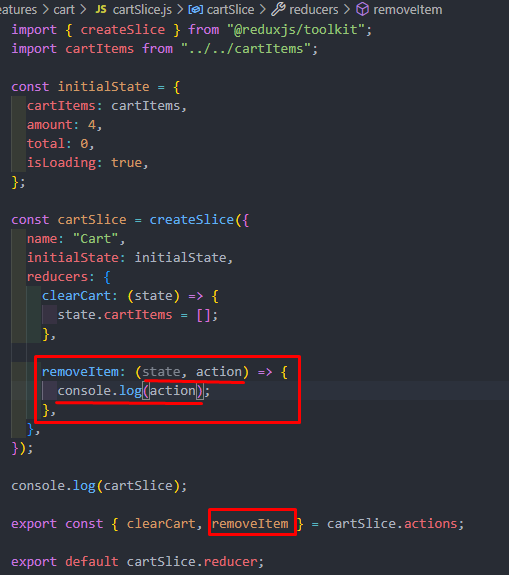 eatures > cart > JS cartSlice.js > cartSlice > reducers > removeItem
import { createSlice } from "@reduxjs/toolkit";
import cartItems from "../../cartItems";
const initialState = {
cartItems: cartItems,
amount: 4,
total: 0,
isLoading: true,
};
const cartSlice = createSlice({
name: "Cart",
initialState: initialState,
reducers: {
clearCart: (state) => {
state.cartItems = [];
},
removeItem: (state, action) => {
console.log(action);
},
},
});
console.log(cartSlice);
export const { clearCart, removeItem } = cartSlice.actions;
export default cartSlice.reducer;